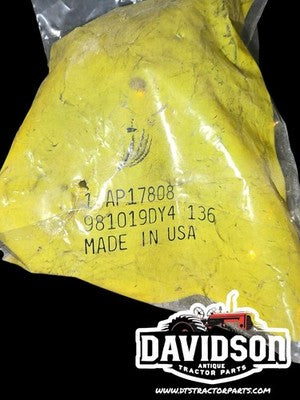 1 AP17808
981019DY4 136
MADE IN USA
DAVIDSON
ANTIQUE
TRACTOR PARTS
WWW.DTSTRACTORPARTS.COM